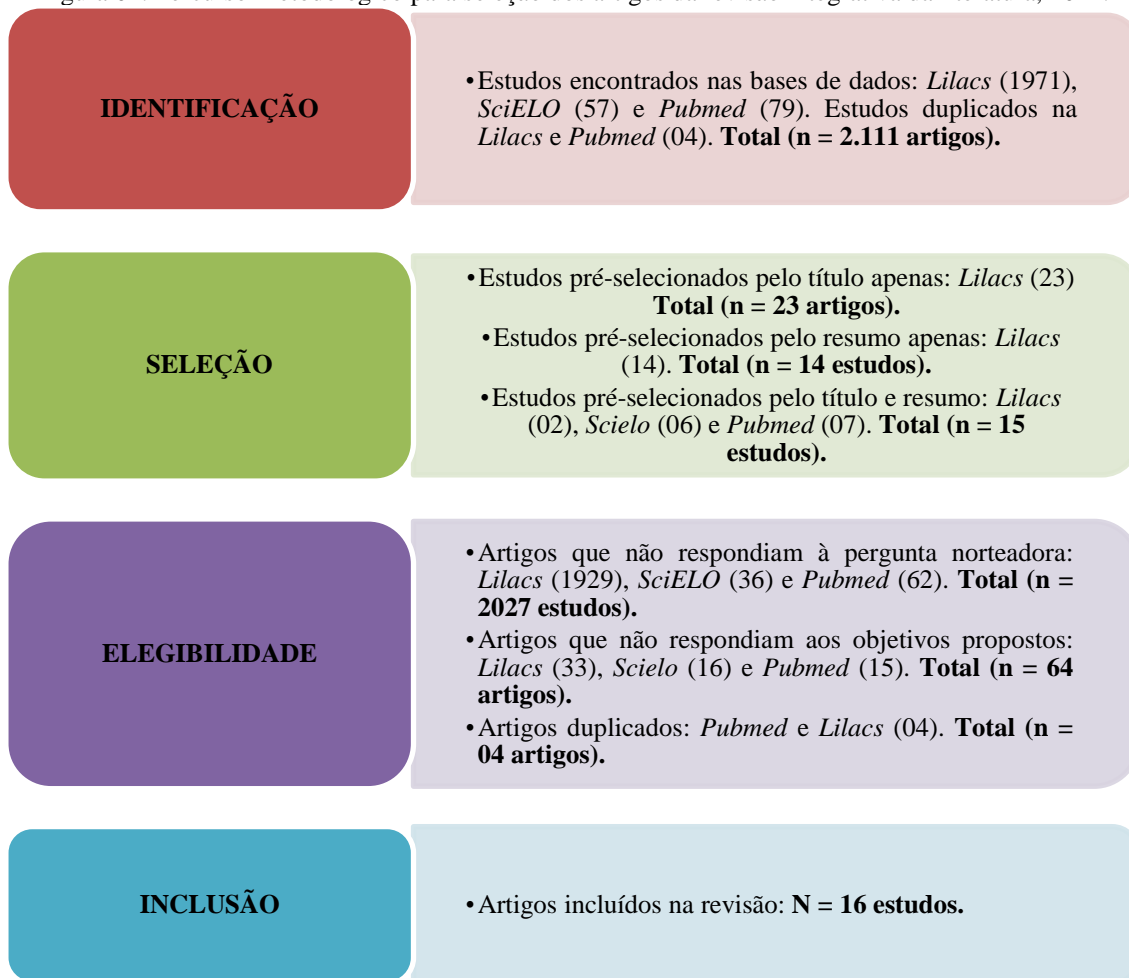 IDENTIFICAÇÃO
•Estudos encontrados nas bases de dados: Lilacs (1971),
SciELO (57) e Pubmed (79). Estudos duplicados na
Lilacs e Pubmed (04). Total (n = 2.111 artigos).
SELEÇÃO
•Estudos pré-selecionados pelo título apenas: Lilacs (23)
Total (n = 23 artigos).
•Estudos pré-selecionados pelo resumo apenas: Lilacs
(14). Total (n = 14 estudos).
•Estudos pré-selecionados pelo título e resumo: Lilacs
(02), Scielo (06) e Pubmed (07). Total (n = 15
estudos).
ELEGIBILIDADE
•Artigos que não respondiam à pergunta norteadora:
Lilacs (1929), SciELO (36) e Pubmed (62). Total (n =
2027 estudos).
•Artigos que não respondiam aos objetivos propostos:
Lilacs (33), Scielo (16) e Pubmed (15). Total (n = 64
artigos).
•Artigos duplicados: Pubmed e Lilacs (04). Total (n =
04 artigos).
INCLUSÃO
•Artigos incluídos na revisão: N = 16 estudos.